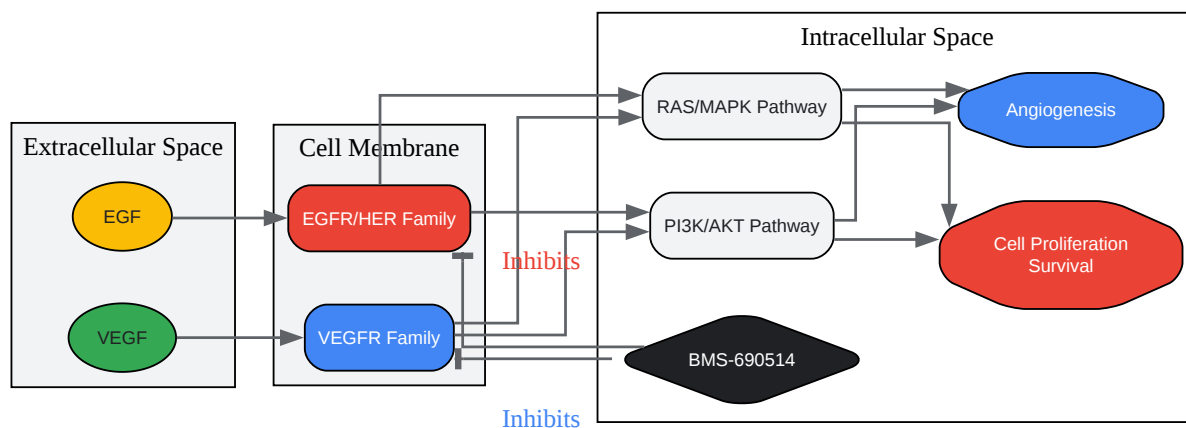 Extracellular Space
EGF
VEGF
Cell Membrane
EGFR/HER Family
VEGFR Family
Inhibits
Inhibits
Intracellular Space
RAS/MAPK Pathway
PI3K/AKT Pathway
BMS-690514
Angiogenesis
Cell Proliferation
Survival